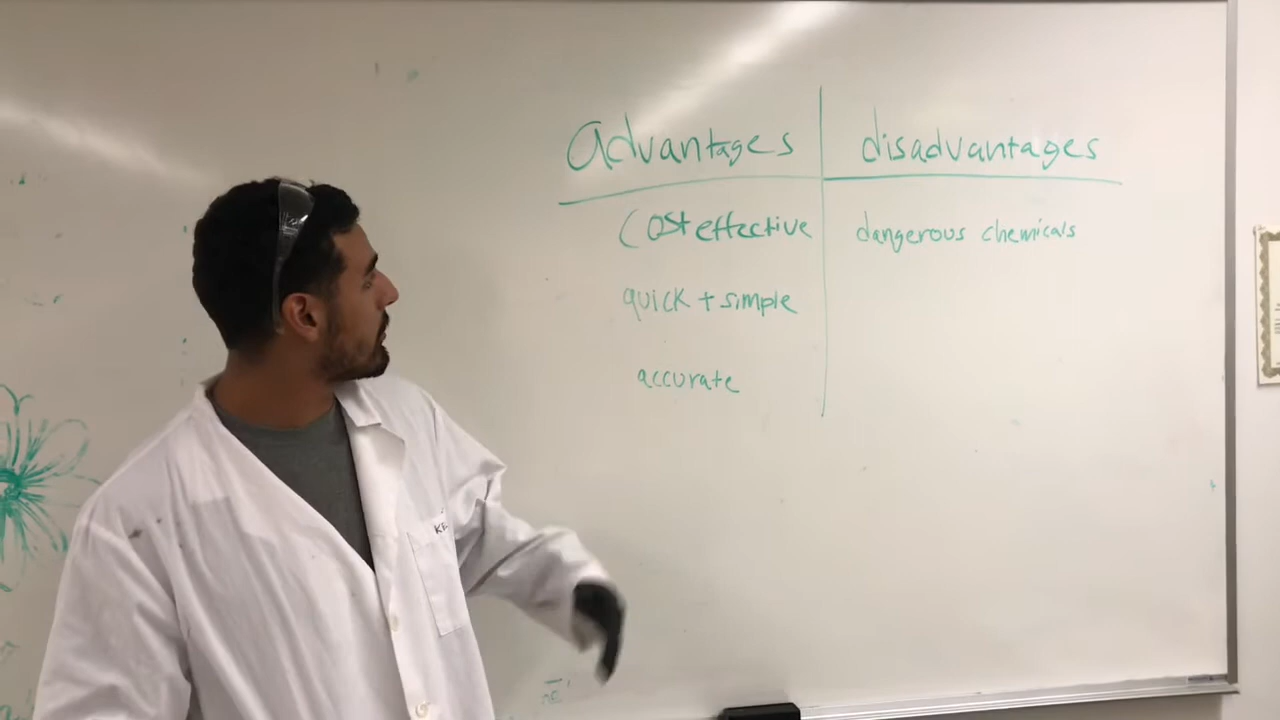 Advantages
disadvantages
Cost effective
dangerous chemicals
quick + simple
accurate